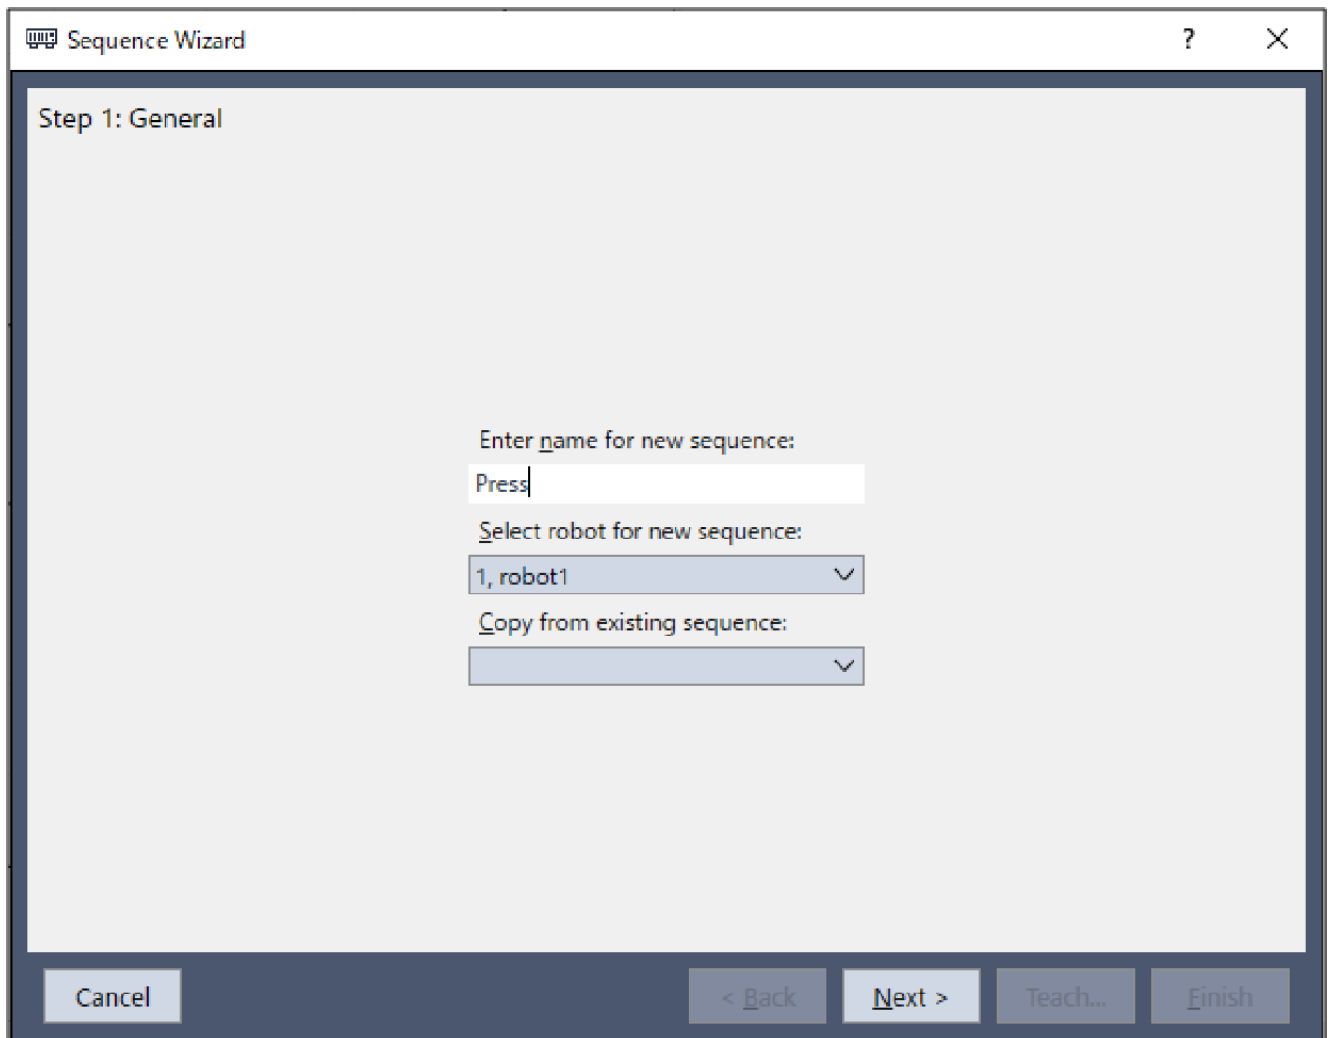 Sequence Wizard
?
Step 1: General
Enter name for new sequence:
Press
Select robot for new sequence:
1, robot1
Copy from existing sequence:
Cancel
< Back
Next >
Teach...
Finish